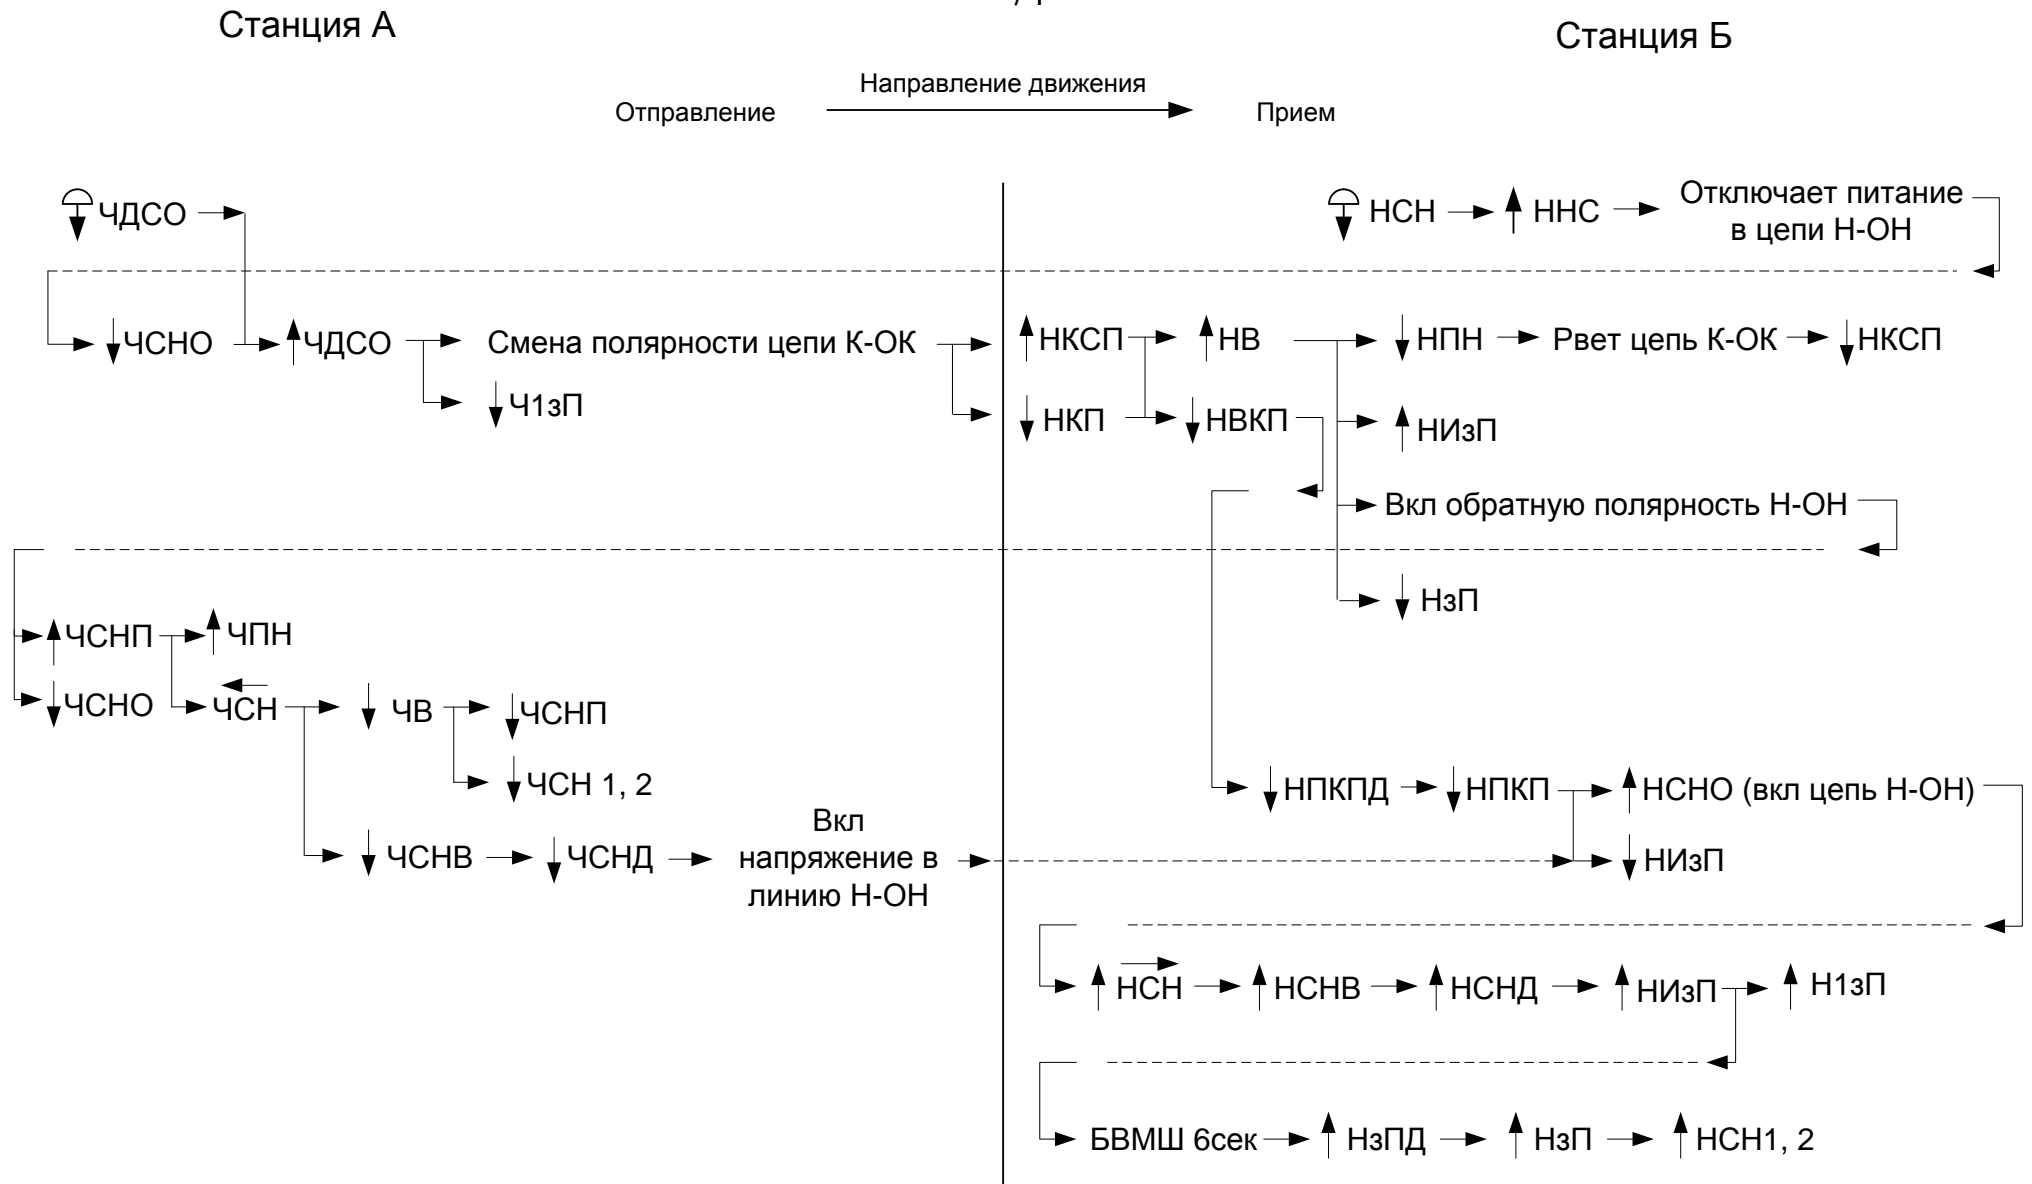 Станция А
Станция Б
Направление движения
Отправление
Прием
ЧДСО
НСН
ННС
Отключает питание
в цепи Н-ОН
ЧСНО
ЧДСО
Смена полярности цепи К-ОК
НКСП
НВ
НПН
Рвет цепь К-ОК
НКСП
Ч1зП
НКП
НВКП
НИзП
Вкл обратную полярность Н-ОН
НзП
ЧСНП
ЧПН
ЧСНО
ЧСН
ЧВ
ЧСНП
ЧСН 1, 2
НПКПД
НПКП
НСНО (вкл цепь Н-ОН)
ЧСНВ
ЧСНД
Вкл
напряжение в
линию Н-ОН
НИзП
НСН
НСНВ
НСНД
НИзП
Н1зП
БВМШ 6сек
НзПД
НзП
НСН1, 2